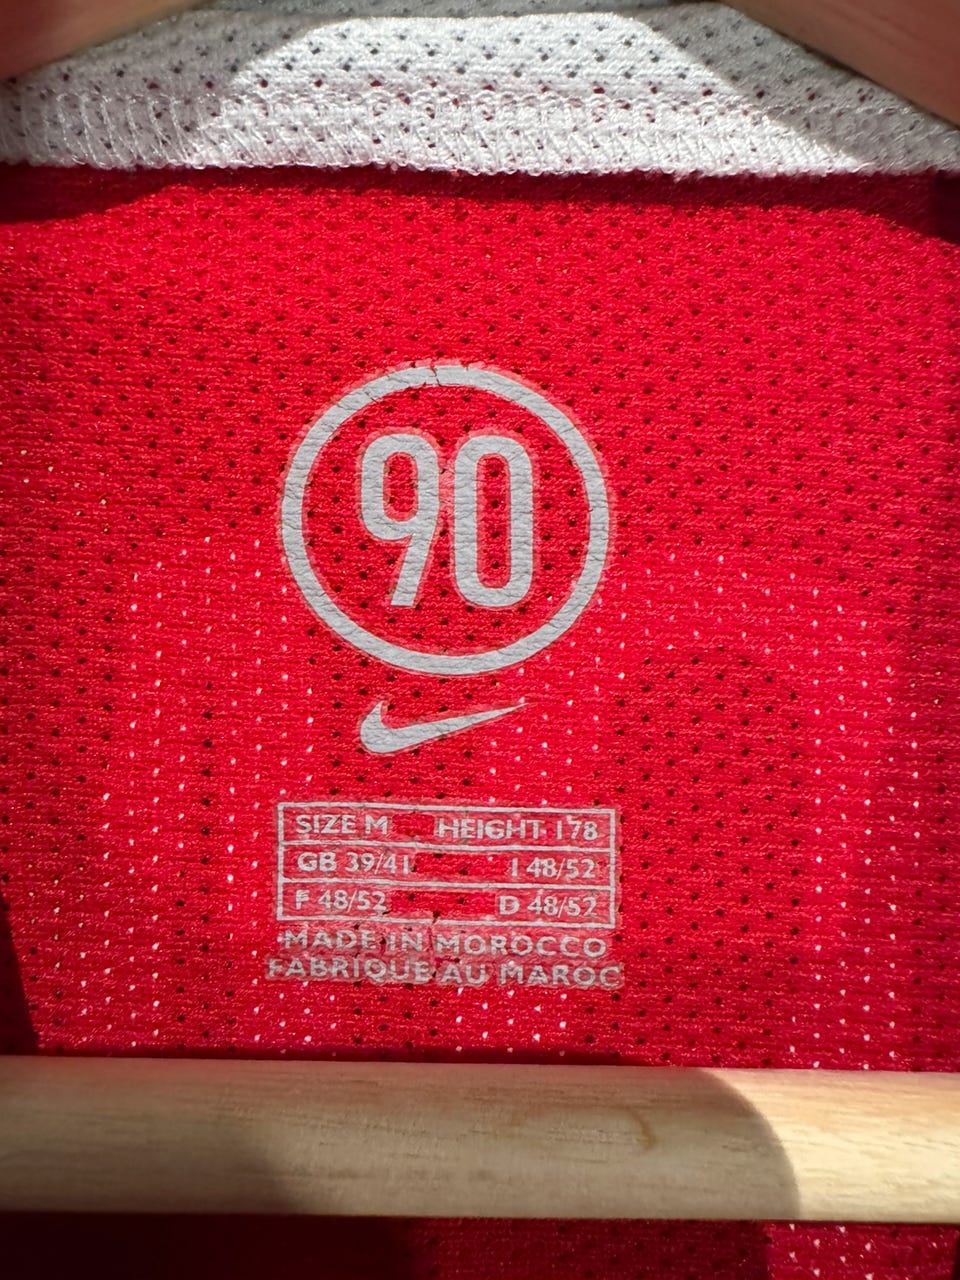 90
SIZE M HEIGHT 178
GB 39/41 I 48/52
F 48/52 D 48/52
MADE IN MOROCCO
FABRIQUE AU MAROC